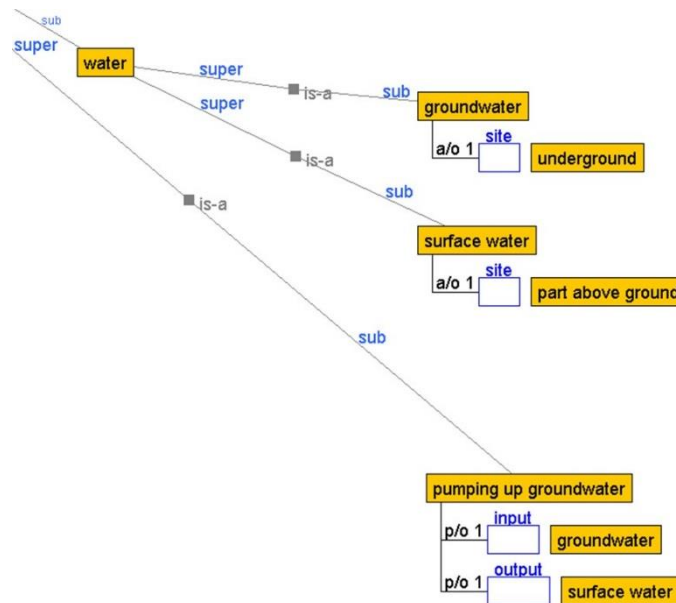 sub
super
water
super
is-a
sub
groundwater
super
site
a/o 1
underground
is-a
sub
is-a
surface water
site
a/o 1
part above ground
sub
pumping up groundwater
input
p/o 1
groundwater
output
p/o 1
surface water